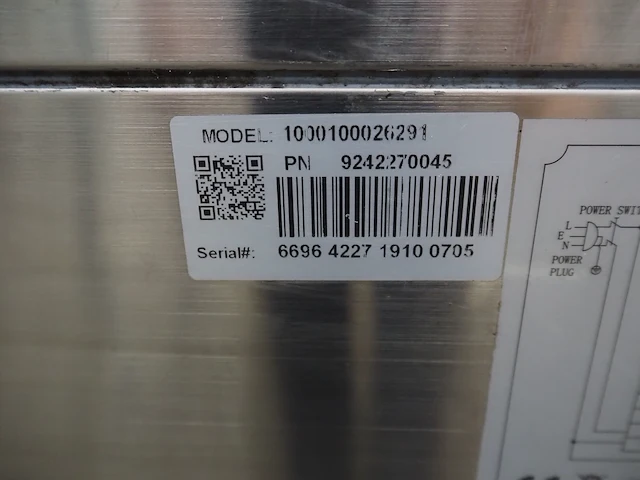 MODEL: 1000100026291
PN 9242270045
Serial#: 6696 4227 1910 0705
POWER SWIT
L
E
N
POWER
PLUG